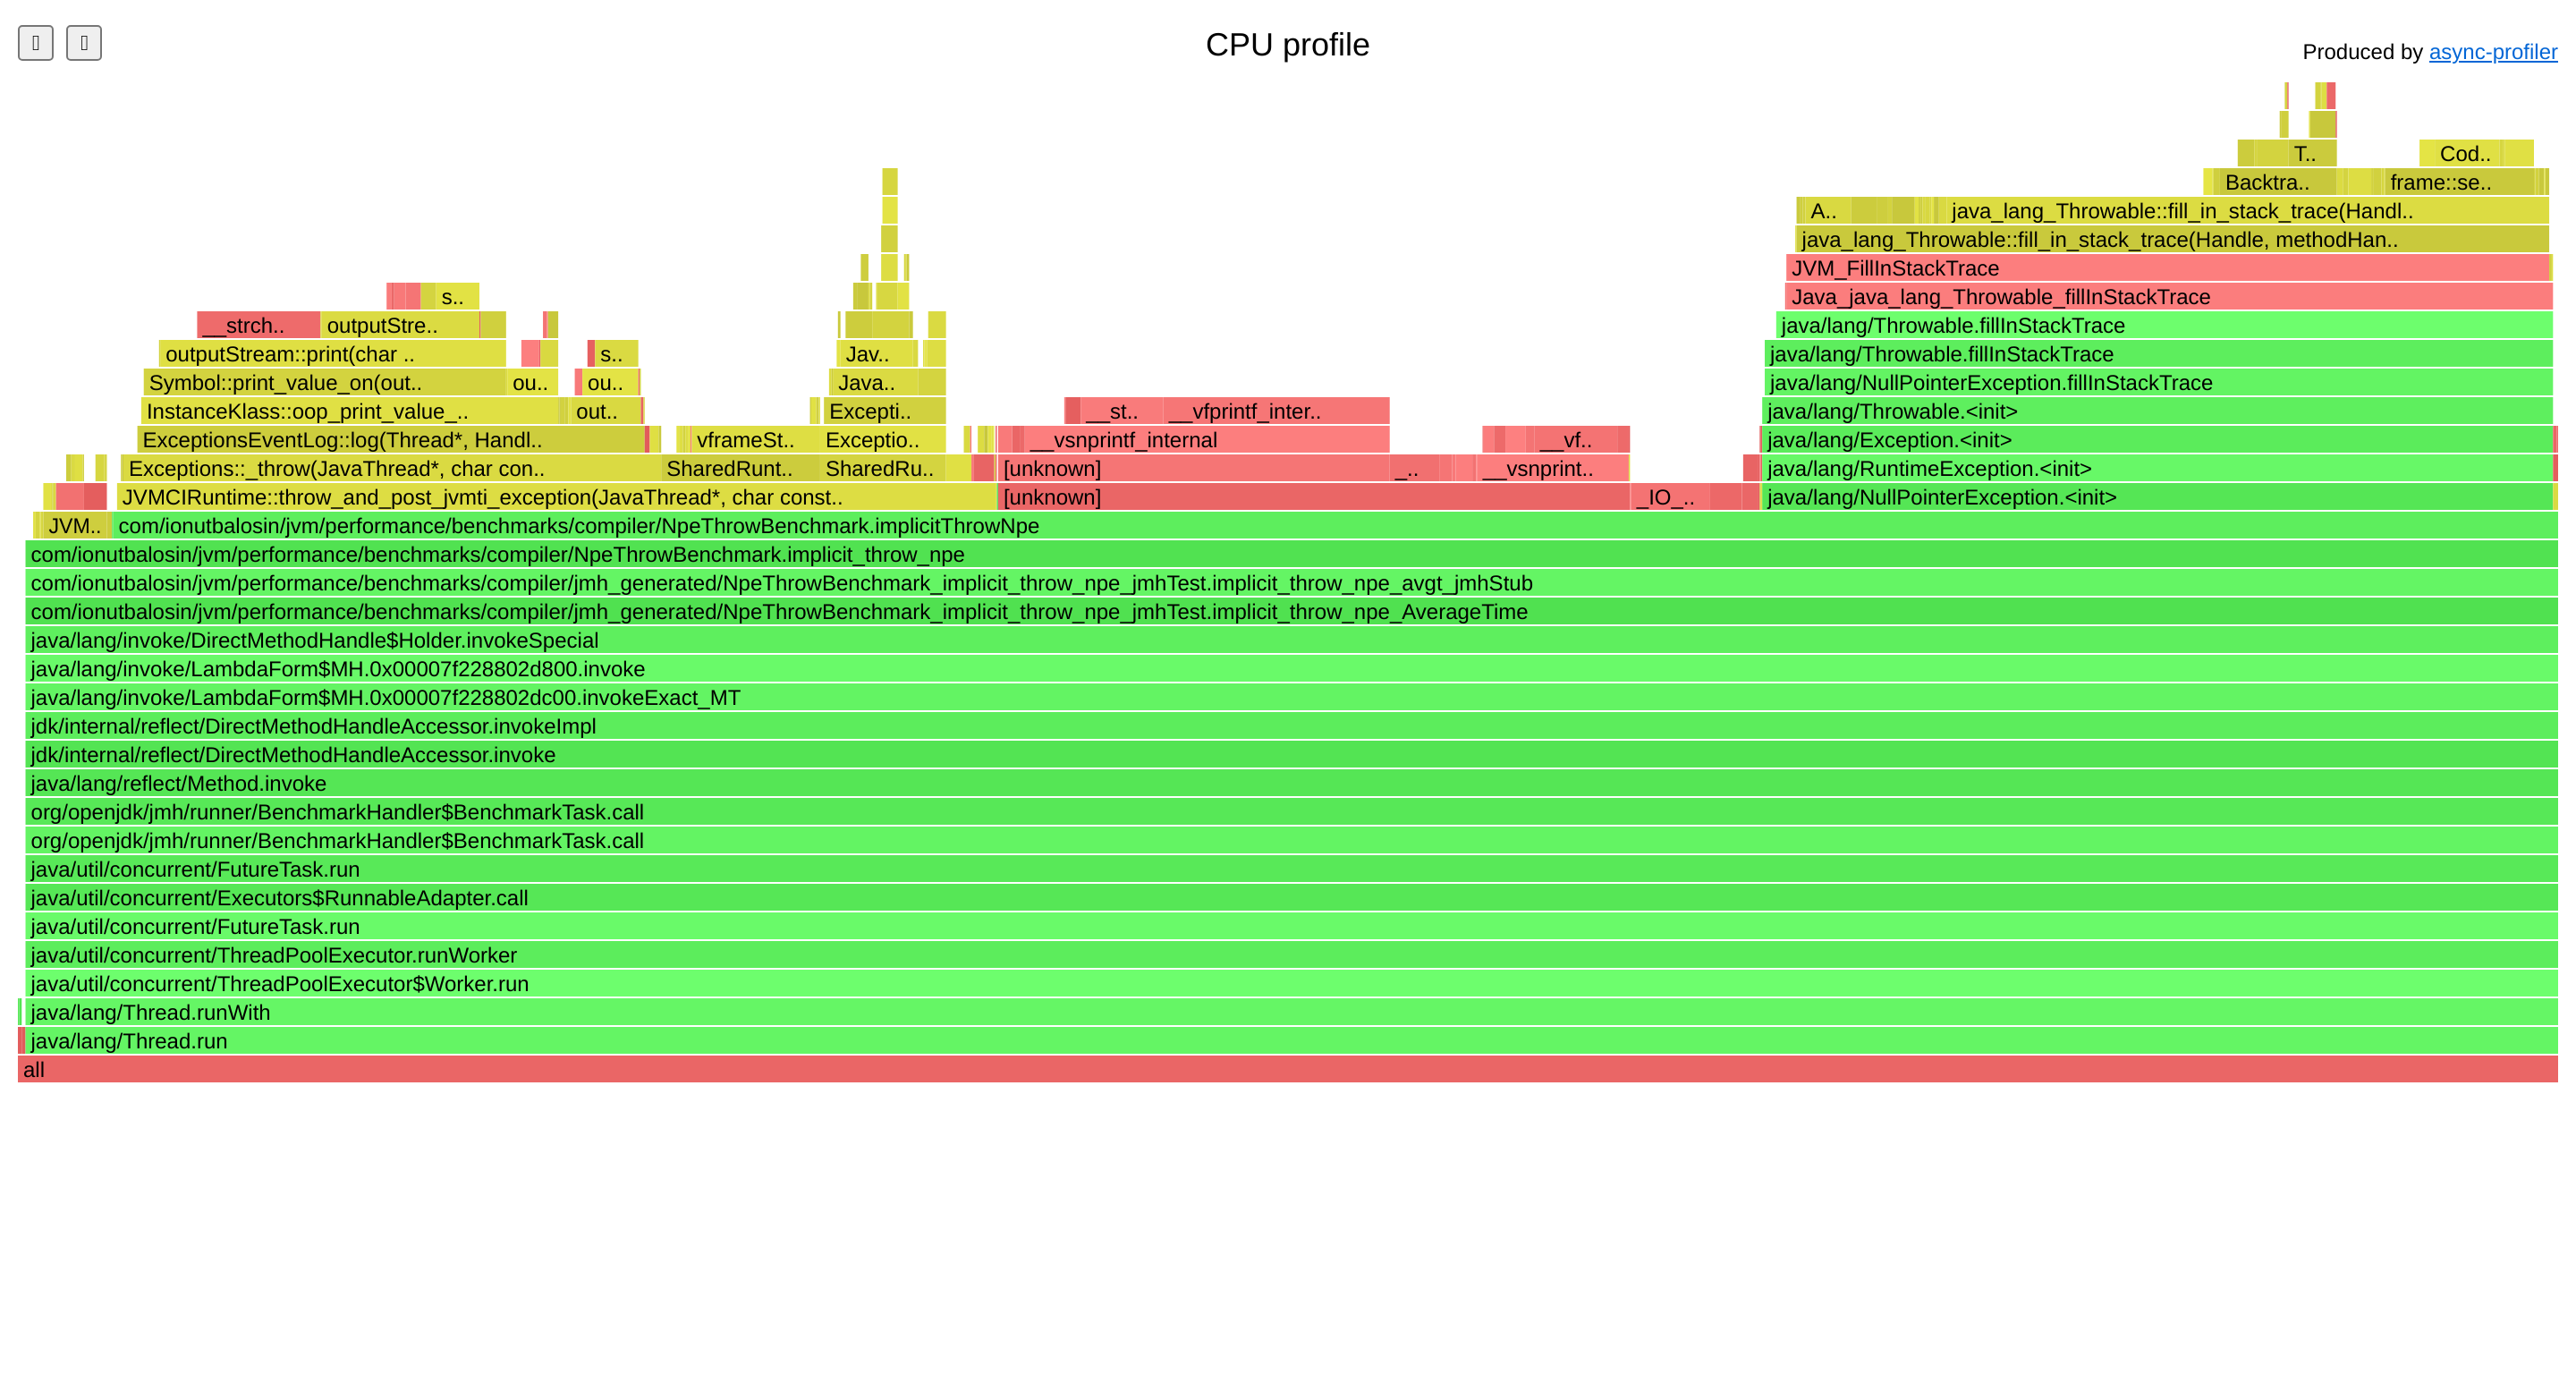 CPU profile
Produced by async-profiler
T.. Cod..
Backtra.. frame::se..
A.. java_lang_Throwable::fill_in_stack_trace(Handl..
java_lang_Throwable::fill_in_stack_trace(Handle, methodHan..
JVM_FillInStackTrace
s.. Java_java_lang_Throwable_fillInStackTrace
__strch.. outputStre.. java/lang/Throwable.fillInStackTrace
outputStream::print(char .. s.. Jav.. java/lang/Throwable.fillInStackTrace
Symbol::print_value_on(out.. ou.. ou.. Java.. java/lang/NullPointerException.fillInStackTrace
InstanceKlass::oop_print_value_.. out.. Excepti.. __st.. __vfprintf_inter.. java/lang/Throwable.<init>
ExceptionsEventLog::log(Thread*, Handl.. vframeSt.. Exceptio.. __vsnprintf_internal __vf.. java/lang/Exception.<init>
Exceptions::_throw(JavaThread*, char con.. SharedRunt.. SharedRu.. [unknown] _.. __vsnprint.. java/lang/RuntimeException.<init>
JVMCIRuntime::throw_and_post_jvmti_exception(JavaThread*, char const.. [unknown] _IO_.. java/lang/NullPointerException.<init>
JVM.. com/ionutbalosin/jvm/performance/benchmarks/compiler/NpeThrowBenchmark.implicitThrowNpe
com/ionutbalosin/jvm/performance/benchmarks/compiler/NpeThrowBenchmark.implicit_throw_npe
com/ionutbalosin/jvm/performance/benchmarks/compiler/jmh_generated/NpeThrowBenchmark_implicit_throw_npe_jmhTest.implicit_throw_npe_avgt_jmhStub
com/ionutbalosin/jvm/performance/benchmarks/compiler/jmh_generated/NpeThrowBenchmark_implicit_throw_npe_jmhTest.implicit_throw_npe_AverageTime
java/lang/invoke/DirectMethodHandle$Holder.invokeSpecial
java/lang/invoke/LambdaForm$MH.0x00007f228802d800.invoke
java/lang/invoke/LambdaForm$MH.0x00007f228802dc00.invokeExact_MT
jdk/internal/reflect/DirectMethodHandleAccessor.invokeImpl
jdk/internal/reflect/DirectMethodHandleAccessor.invoke
java/lang/reflect/Method.invoke
org/openjdk/jmh/runner/BenchmarkHandler$BenchmarkTask.call
org/openjdk/jmh/runner/BenchmarkHandler$BenchmarkTask.call
java/util/concurrent/FutureTask.run
java/util/concurrent/Executors$RunnableAdapter.call
java/util/concurrent/FutureTask.run
java/util/concurrent/ThreadPoolExecutor.runWorker
java/util/concurrent/ThreadPoolExecutor$Worker.run
java/lang/Thread.runWith
java/lang/Thread.run
all